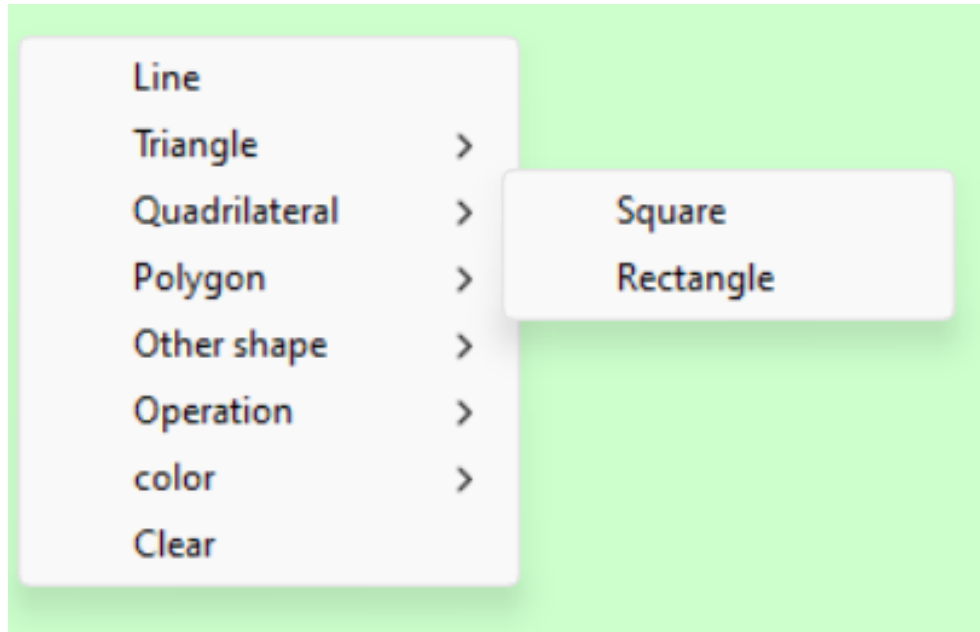 Line
Triangle
Quadrilateral
Polygon
Other shape
Operation
color
Clear
Square
Rectangle